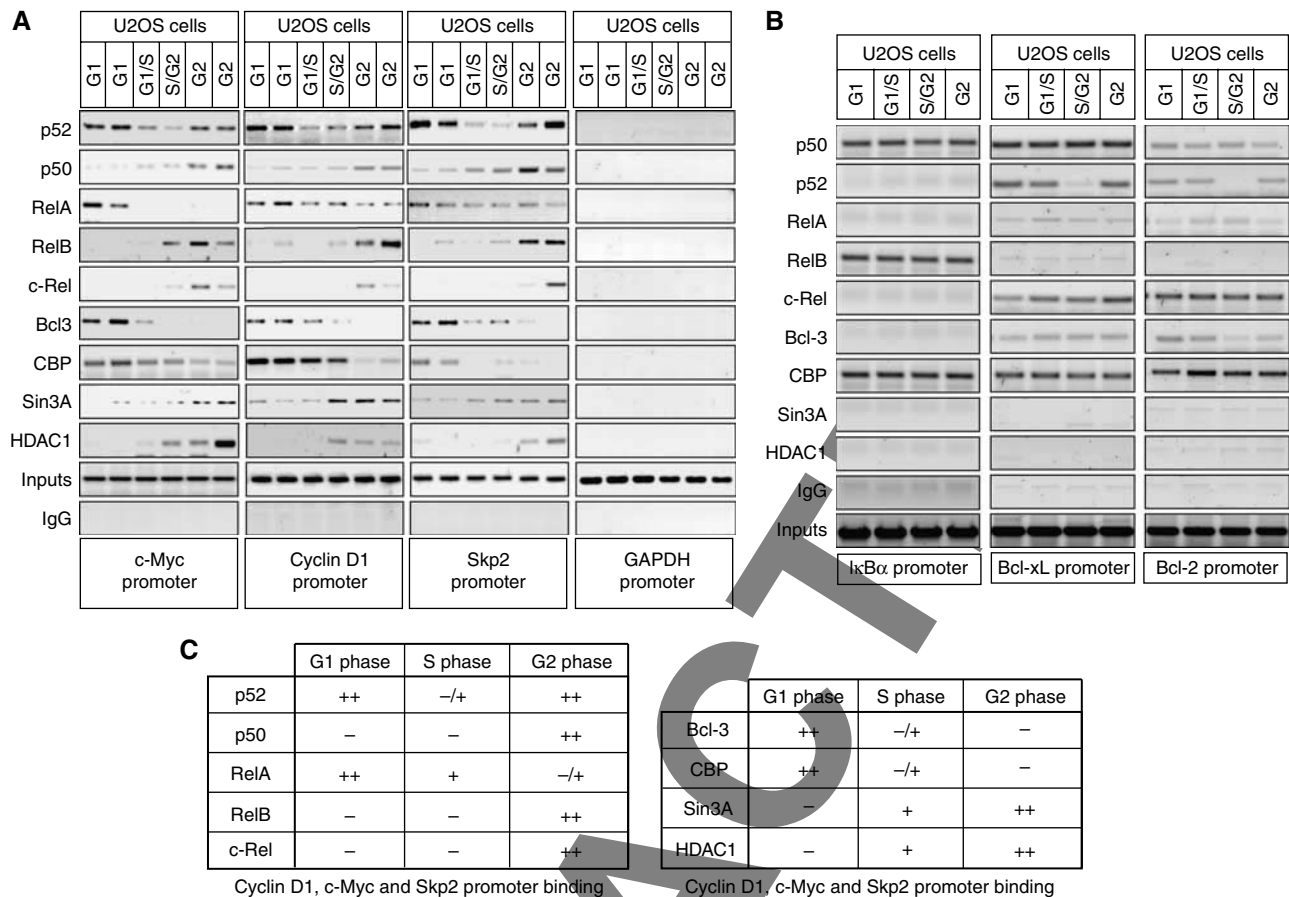 A
U2OS cells U2OS cells U2OS cells U2OS cells
G1 G1 G1/S S/G2 G2 G2 G1 G1 G1/S S/G2 G2 G2 G1 G1 G1/S S/G2 G2 G2 G1 G1 G1/S S/G2 G2 G2
p52
p50
RelA
RelB
c-Rel
Bcl3
CBP
Sin3A
HDAC1
Inputs
IgG
c-Myc promoter
Cyclin D1 promoter
Skp2 promoter
GAPDH promoter
B
U2OS cells U2OS cells U2OS cells
G1 G1/S S/G2 G2 G1 G1/S S/G2 G2 G1 G1/S S/G2 G2
p50
p52
RelA
RelB
c-Rel
Bcl-3
CBP
Sin3A
HDAC1
IgG
Inputs
IκBα promoter Bcl-xL promoter Bcl-2 promoter
C
G1 phase S phase G2 phase
p52 ++ –/+ ++
p50 – – ++
RelA ++ + –/+
RelB – – ++
c-Rel – – ++
Cyclin D1, c-Myc and Skp2 promoter binding
G1 phase S phase G2 phase
Bcl-3 ++ –/+ –
CBP ++ –/+ –
Sin3A – + ++
HDAC1 – + ++
Cyclin D1, c-Myc and Skp2 promoter binding
ACT